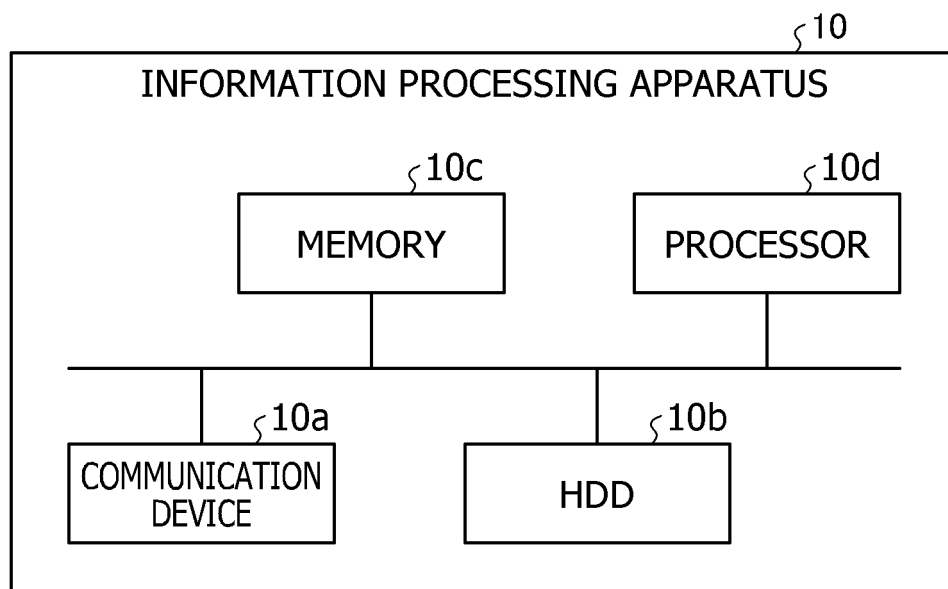 10
INFORMATION PROCESSING APPARATUS
10c
10d
MEMORY
PROCESSOR
10a
10b
COMMUNICATION
DEVICE
HDD